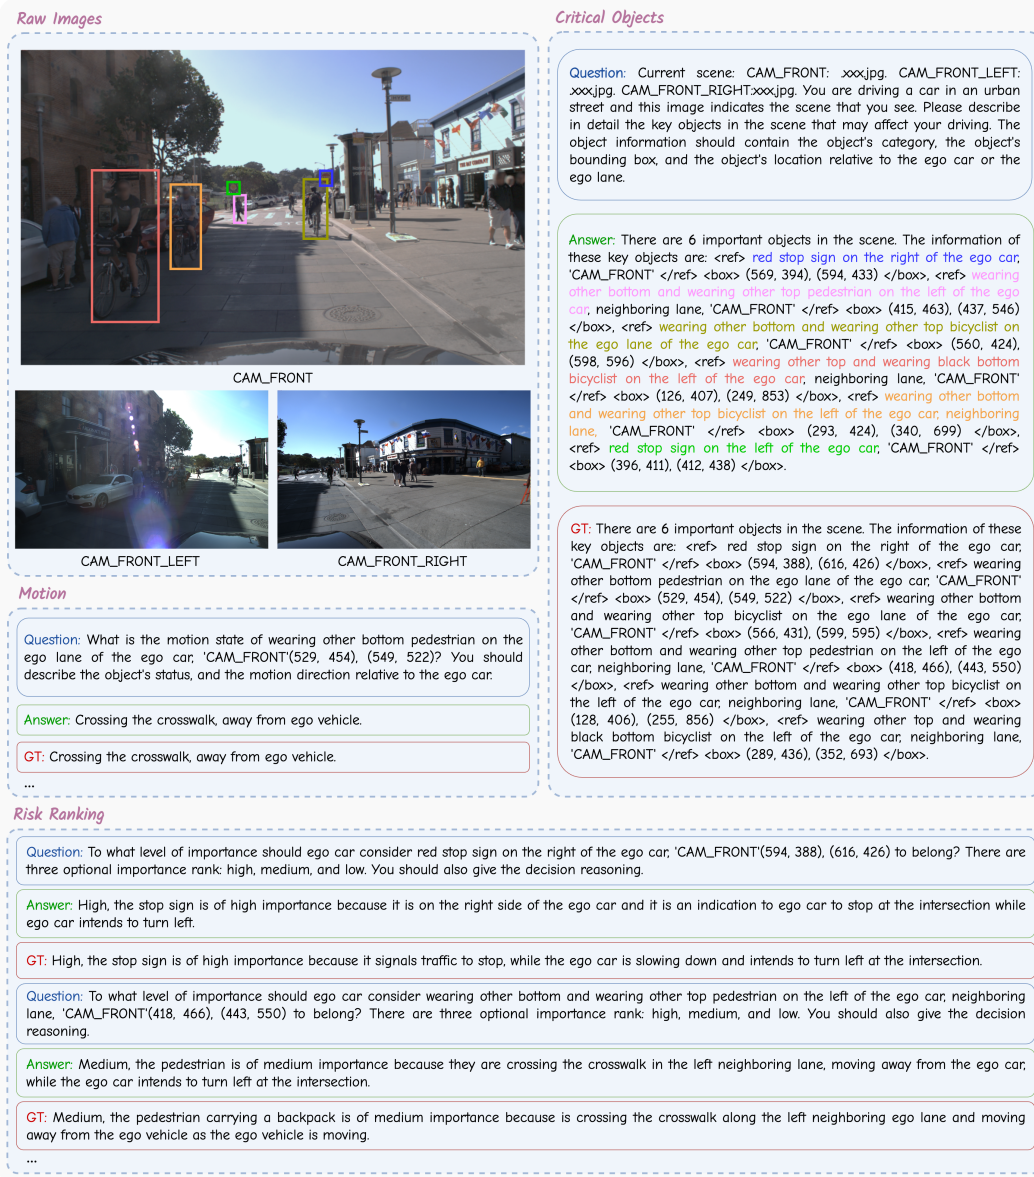 Raw Images
CAM_FRONT
CAM_FRONT_LEFT
CAM_FRONT_RIGHT
Motion
Question: What is the motion state of wearing other bottom pedestrian on the
ego lane of the ego car, 'CAM_FRONT'(529, 454), (549, 522)? You should
describe the object's status, and the motion direction relative to the ego car.
Answer: Crossing the crosswalk, away from ego vehicle.
GT: Crossing the crosswalk, away from ego vehicle.
...
Critical Objects
Question: Current scene: CAM_FRONT: .xxx.jpg. CAM_FRONT_LEFT:
.xxx.jpg. CAM_FRONT_RIGHT:xxx.jpg. You are driving a car in an urban
street and this image indicates the scene that you see. Please describe
in detail the key objects in the scene that may affect your driving. The
object information should contain the object's category, the object's
bounding box, and the object's location relative to the ego car or the
ego lane.
Answer: There are 6 important objects in the scene. The information of
these key objects are: <ref> red stop sign on the right of the ego car,
'CAM_FRONT' </ref> <box> (569, 394), (594, 433) </box>, <ref> wearing
other bottom and wearing other top pedestrian on the left of the ego
car, neighboring lane, 'CAM_FRONT' </ref> <box> (415, 463), (437, 546)
</box>, <ref> wearing other bottom and wearing other top bicyclist on
the ego lane of the ego car, 'CAM_FRONT' </ref> <box> (560, 424),
(598, 596) </box>, <ref> wearing other top and wearing black bottom
bicyclist on the left of the ego car, neighboring lane, 'CAM_FRONT'
</ref> <box> (126, 407), (249, 853) </box>, <ref> wearing other bottom
and wearing other top bicyclist on the left of the ego car, neighboring
lane, 'CAM_FRONT' </ref> <box> (293, 424), (340, 699) </box>,
<ref> red stop sign on the left of the ego car, 'CAM_FRONT' </ref>
<box> (396, 411), (412, 438) </box>.
GT: There are 6 important objects in the scene. The information of these
key objects are: <ref> red stop sign on the right of the ego car,
'CAM_FRONT' </ref> <box> (594, 388), (616, 426) </box>, <ref> wearing
other bottom pedestrian on the ego lane of the ego car, 'CAM_FRONT'
</ref> <box> (529, 454), (549, 522) </box>, <ref> wearing other bottom
and wearing other top bicyclist on the ego lane of the ego car,
'CAM_FRONT' </ref> <box> (566, 431), (599, 595) </box>, <ref> wearing
other bottom and wearing other top pedestrian on the left of the ego
car, neighboring lane, 'CAM_FRONT' </ref> <box> (418, 466), (443, 550)
</box>, <ref> wearing other bottom and wearing other top bicyclist on
the left of the ego car, neighboring lane, 'CAM_FRONT' </ref> <box>
(128, 406), (255, 856) </box>, <ref> wearing other top and wearing
black bottom bicyclist on the left of the ego car, neighboring lane,
'CAM_FRONT' </ref> <box> (289, 436), (352, 693) </box>.
Risk Ranking
Question: To what level of importance should ego car consider red stop sign on the right of the ego car, 'CAM_FRONT'(594, 388), (616, 426) to belong? There are
three optional importance rank: high, medium, and low. You should also give the decision reasoning.
Answer: High, the stop sign is of high importance because it is on the right side of the ego car and it is an indication to ego car to stop at the intersection while
ego car intends to turn left.
GT: High, the stop sign is of high importance because it signals traffic to stop, while the ego car is slowing down and intends to turn left at the intersection.
Question: To what level of importance should ego car consider wearing other bottom and wearing other top pedestrian on the left of the ego car, neighboring
lane, 'CAM_FRONT'(418, 466), (443, 550) to belong? There are three optional importance rank: high, medium, and low. You should also give the decision
reasoning.
Answer: Medium, the pedestrian is of medium importance because they are crossing the crosswalk in the left neighboring lane, moving away from the ego car,
while the ego car intends to turn left at the intersection.
GT: Medium, the pedestrian carrying a backpack is of medium importance because is crossing the crosswalk along the left neighboring ego lane and moving
away from the ego vehicle as the ego vehicle is moving.
...